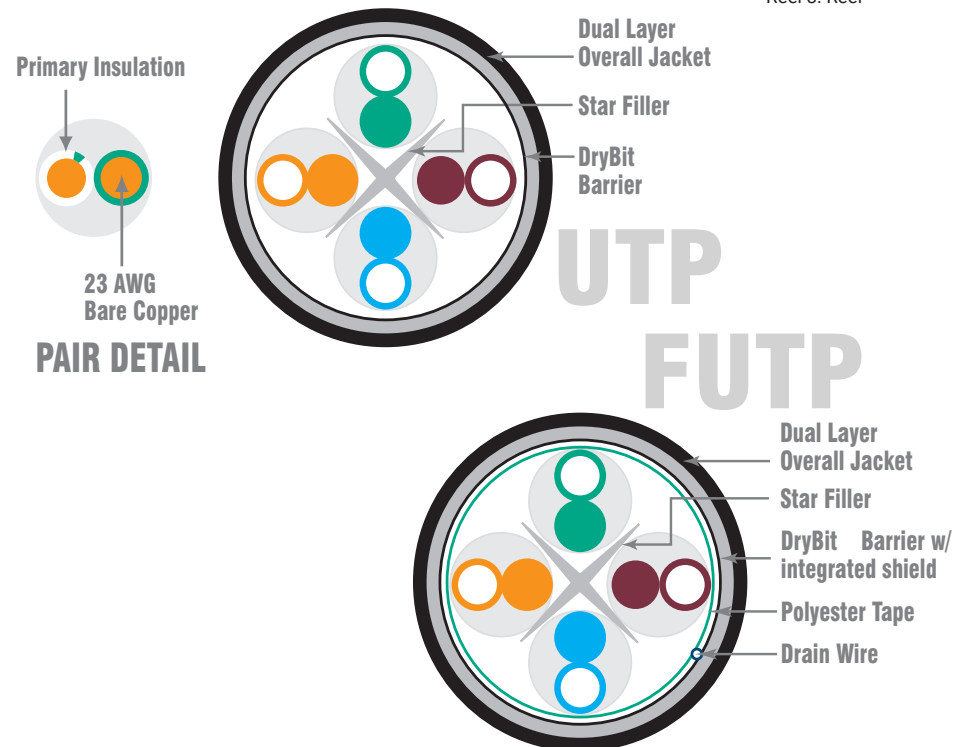 Dual Layer
Overall Jacket
Primary Insulation
Star Filler
DryBit
Barrier
23 AWG
Bare Copper
PAIR DETAIL
UTP
FUTP
Dual Layer
Overall Jacket
Star Filler
DryBit Barrier w/
integrated shield
Polyester Tape
Drain Wire